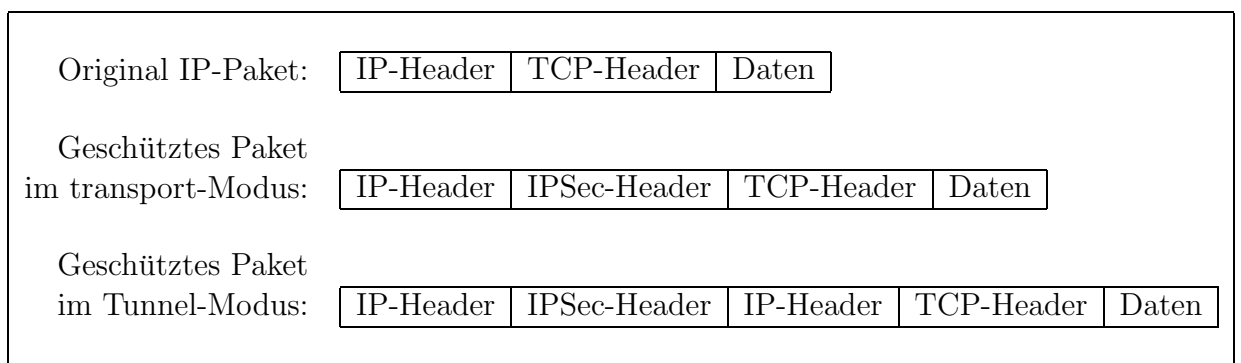 Original IP-Paket: IP-Header TCP-Header Daten
Geschütztes Paket
im transport-Modus: IP-Header IPSec-Header TCP-Header Daten
Geschütztes Paket
im Tunnel-Modus: IP-Header IPSec-Header IP-Header TCP-Header Daten